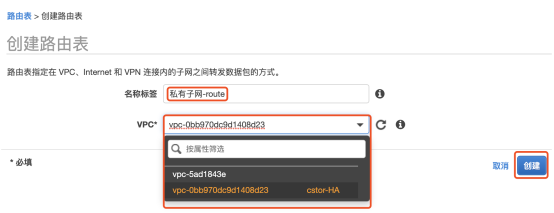 路由表 > 创建路由表
创建路由表
路由表指定在 VPC、Internet 和 VPN 连接内的子网之间转发数据包的方式。
名称标签 私有子网-route
VPC* vpc-0bb970dc9d1408d23
按属性筛选
vpc-5ad1843e
vpc-0bb970dc9d1408d23 cstor-HA
* 必填 取消 创建